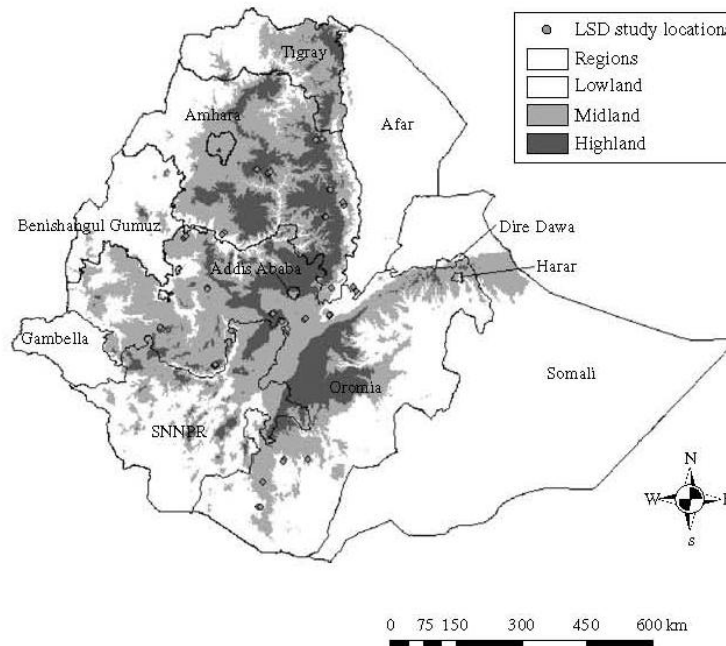 LSD study locations
Regions
Lowland
Midland
Highland
Tigray
Amhara
Afar
Benishangul Gumuz
Dire Dawa
Addis Ababa
Harar
Gambella
Oromia
Somali
SNNPR
N
W
E
s
0 75 150 300 450 600 km